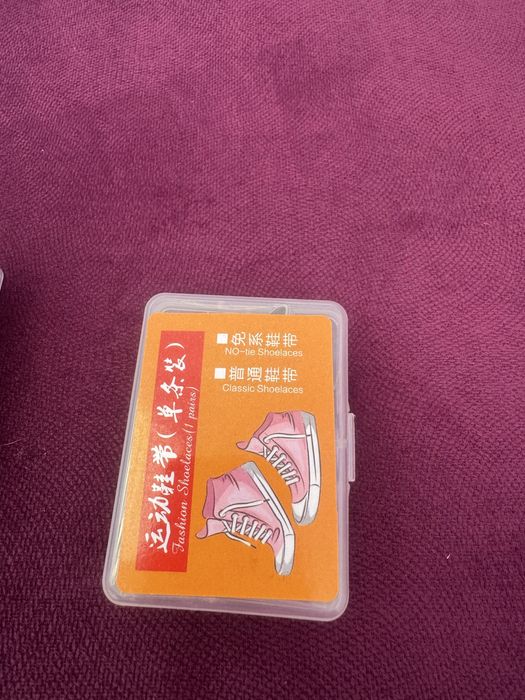 运动鞋带(单条装)
Fashion Shoelaces(1 pairs)
免系鞋带
NO-tie Shoelaces
普通鞋带
Classic Shoelaces